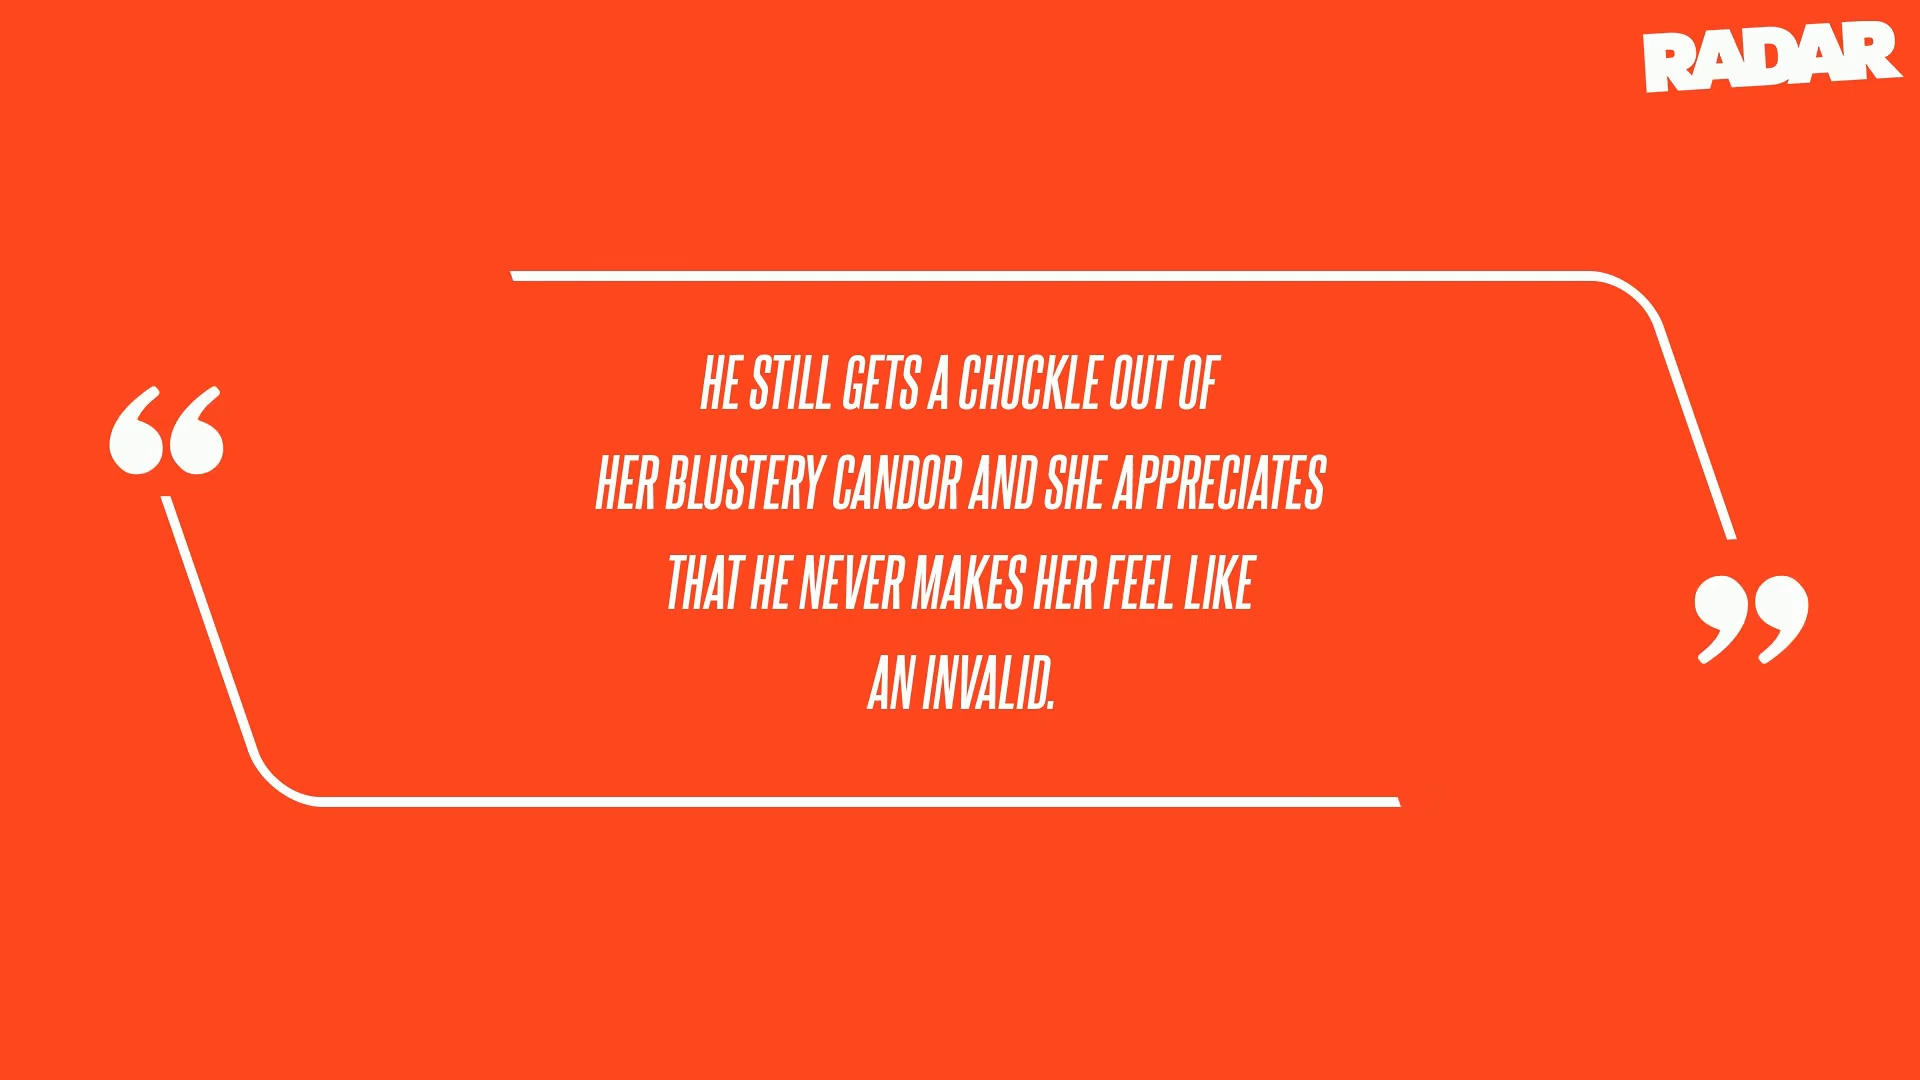 RADAR
“
HE STILL GETS A CHUCKLE OUT OF
HER BLUSTERY CANDOR AND SHE APPRECIATES
THAT HE NEVER MAKES HER FEEL LIKE
AN INVALID.
”